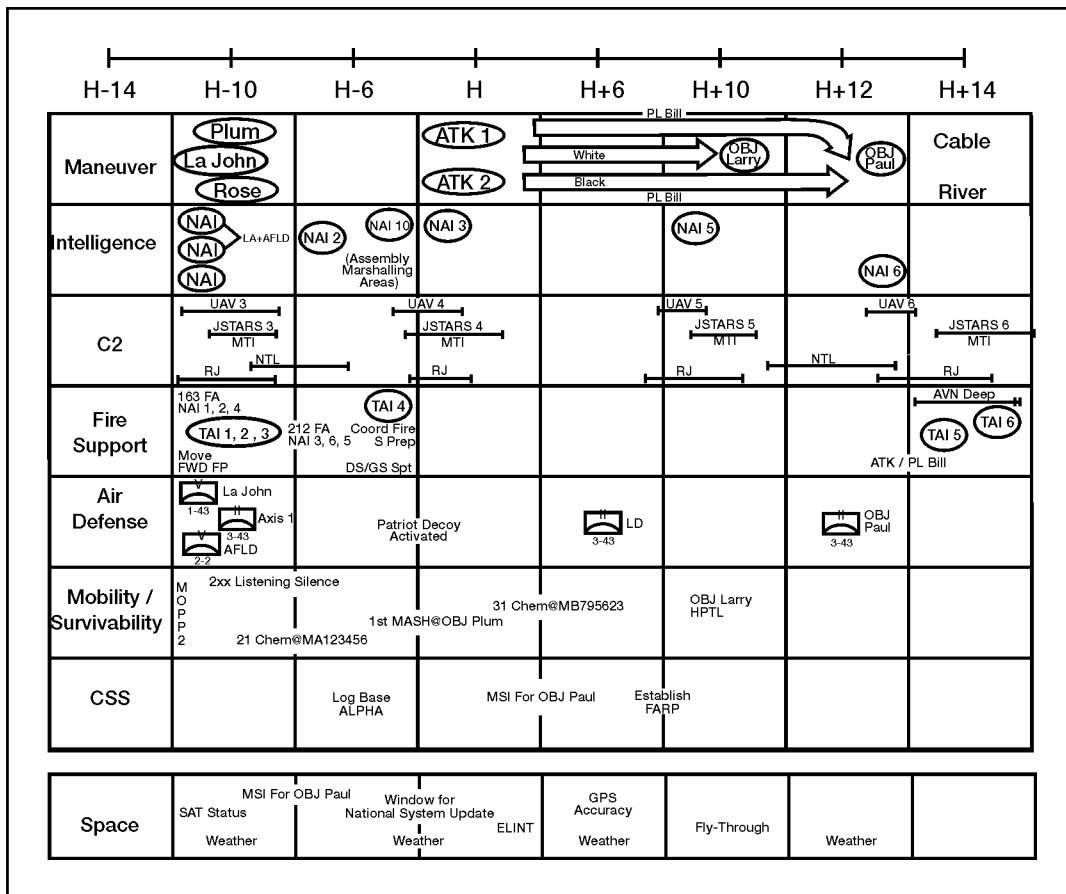 H-14 H-10 H-6 H H+6 H+10 H+12 H+14
Maneuver
Plum
La John
Rose
ATK 1
ATK 2
PL Bill
White
Black
PL Bill
OBJ
Larry
OBJ
Paul
Cable
River
Intelligence
NAI
NAI
NAI
LA+AFLD
NAI 2
NAI 10
(Assembly
Marshalling
Areas)
NAI 3
NAI 5
NAI 6
C2
UAV 3
JSTARS 3
MTI
NTL
RJ
UAV 4
JSTARS 4
MTI
RJ
UAV 5
JSTARS 5
MTI
RJ
NTL
UAV 6
JSTARS 6
MTI
RJ
Fire
Support
163 FA
NAI 1, 2, 4
TAI 1, 2 , 3
Move
FWD FP
212 FA
NAI 3, 6, 5
TAI 4
Coord Fire
S Prep
DS/GS Spt
AVN Deep
TAI 5
TAI 6
ATK / PL Bill
Air
Defense
V
1-43
La John
II
3-43
Axis 1
V
2-2
AFLD
Patriot Decoy
Activated
II
3-43
LD
II
3-43
OBJ
Paul
Mobility /
Survivability
M
O
P
P
2
2xx Listening Silence
21 Chem@MA123456
1st MASH@OBJ Plum
31 Chem@MB795623
OBJ Larry
HPTL
CSS
Log Base
ALPHA
MSI For OBJ Paul
Establish
FARP
Space
MSI For OBJ Paul
SAT Status
Weather
Window for
National System Update
ELINT
Weather
GPS
Accuracy
Weather
Fly-Through
Weather